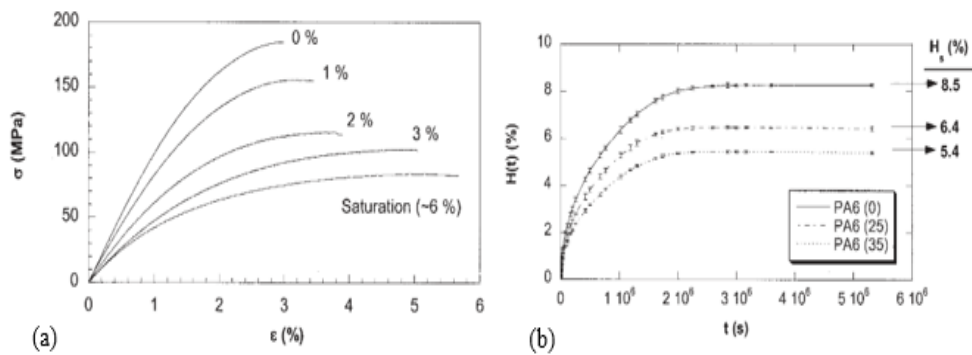 200
150
100
50
0
σ (MPa)
0 %
1 %
2 %
3 %
Saturation (~6 %)
0 1 2 3 4 5 6
ε (%)
(a)
10
8
6
4
2
0
H(t) (%)
H_s (%)
8.5
6.4
5.4
PA6 (0)
PA6 (25)
PA6 (35)
0 1 10^6 2 10^6 3 10^6 4 10^6 5 10^6 6 10^6
t (s)
(b)